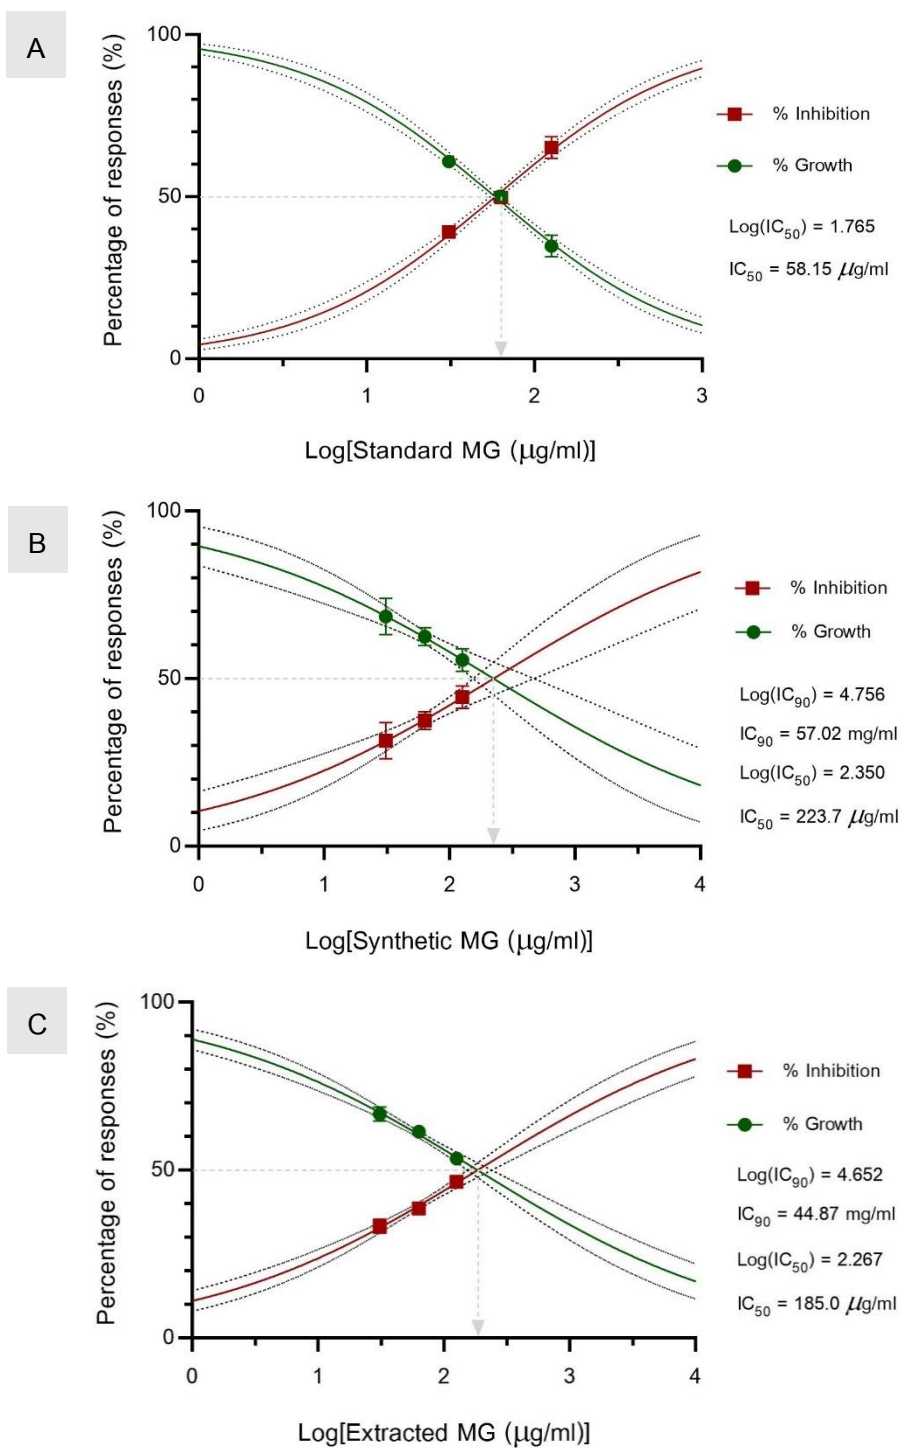 A
Percentage of responses (%)
100
50
0
0 1 2 3
Log[Standard MG (μg/ml)]
% Inhibition
% Growth
Log(IC50) = 1.765
IC50 = 58.15 μg/ml
B
Percentage of responses (%)
100
50
0
0 1 2 3 4
Log[Synthetic MG (μg/ml)]
% Inhibition
% Growth
Log(IC90) = 4.756
IC90 = 57.02 mg/ml
Log(IC50) = 2.350
IC50 = 223.7 μg/ml
C
Percentage of responses (%)
100
50
0
0 1 2 3 4
Log[Extracted MG (μg/ml)]
% Inhibition
% Growth
Log(IC90) = 4.652
IC90 = 44.87 mg/ml
Log(IC50) = 2.267
IC50 = 185.0 μg/ml